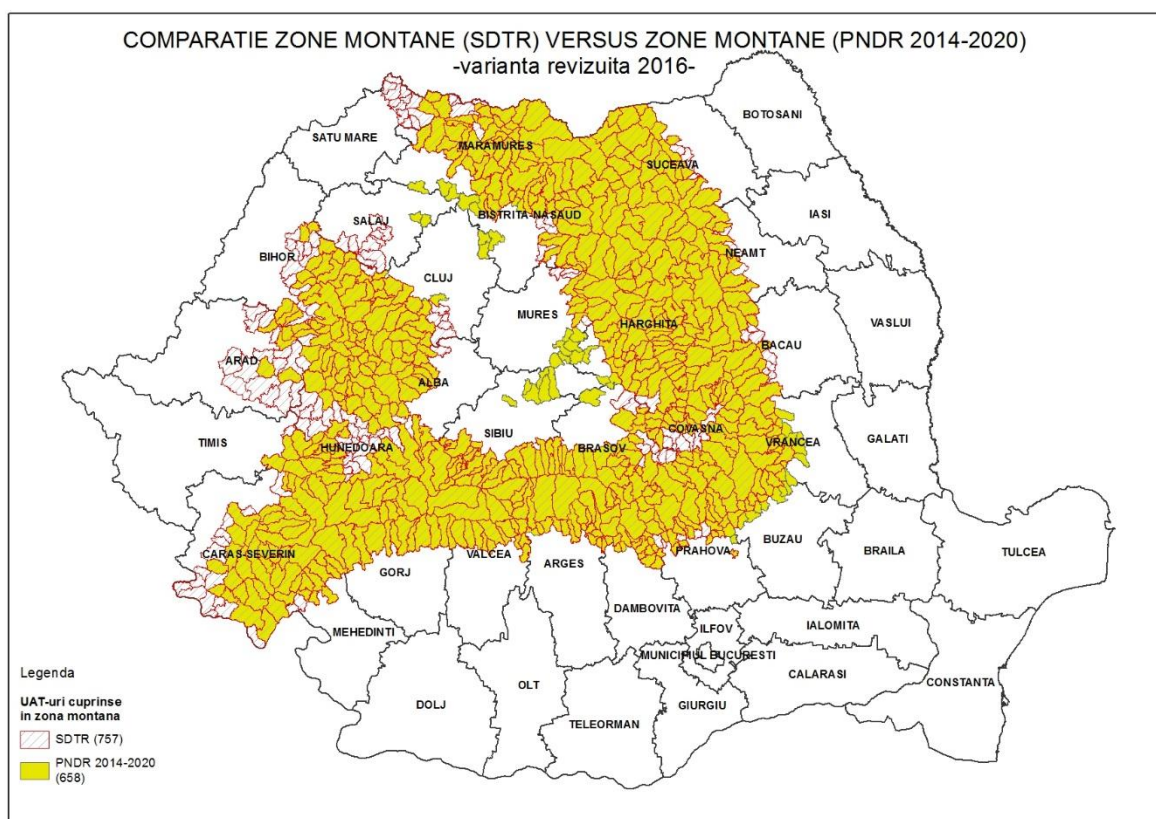 COMPARATIE ZONE MONTANE (SDTR) VERSUS ZONE MONTANE (PNDR 2014-2020)
-varianta revizuita 2016-
BOTOSANI
SATU MARE
MARAMURES
SUCEAVA
IASI
BISTRITA-NASAUD
SALAJ
NEAMT
BIHOR
CLUJ
MURES
VASLUI
HARGHITA
BACAU
ARAD
ALBA
COVASNA
SIBIU
VRANCEA
GALATI
TIMIS
HUNEDOARA
BRASOV
BUZAU
BRAILA
TULCEA
PRAHOVA
CARAS-SEVERIN
VALCEA
ARGES
GORJ
DAMBOVITA
ILFOV
IALOMITA
MEHEDINTI
MUNICIPIUL BUCURESTI
CALARASI
CONSTANTA
OLT
GIURGIU
DOLJ
TELEORMAN
Legenda
UAT-uri cuprinse
in zona montana
SDTR (757)
PNDR 2014-2020
(658)